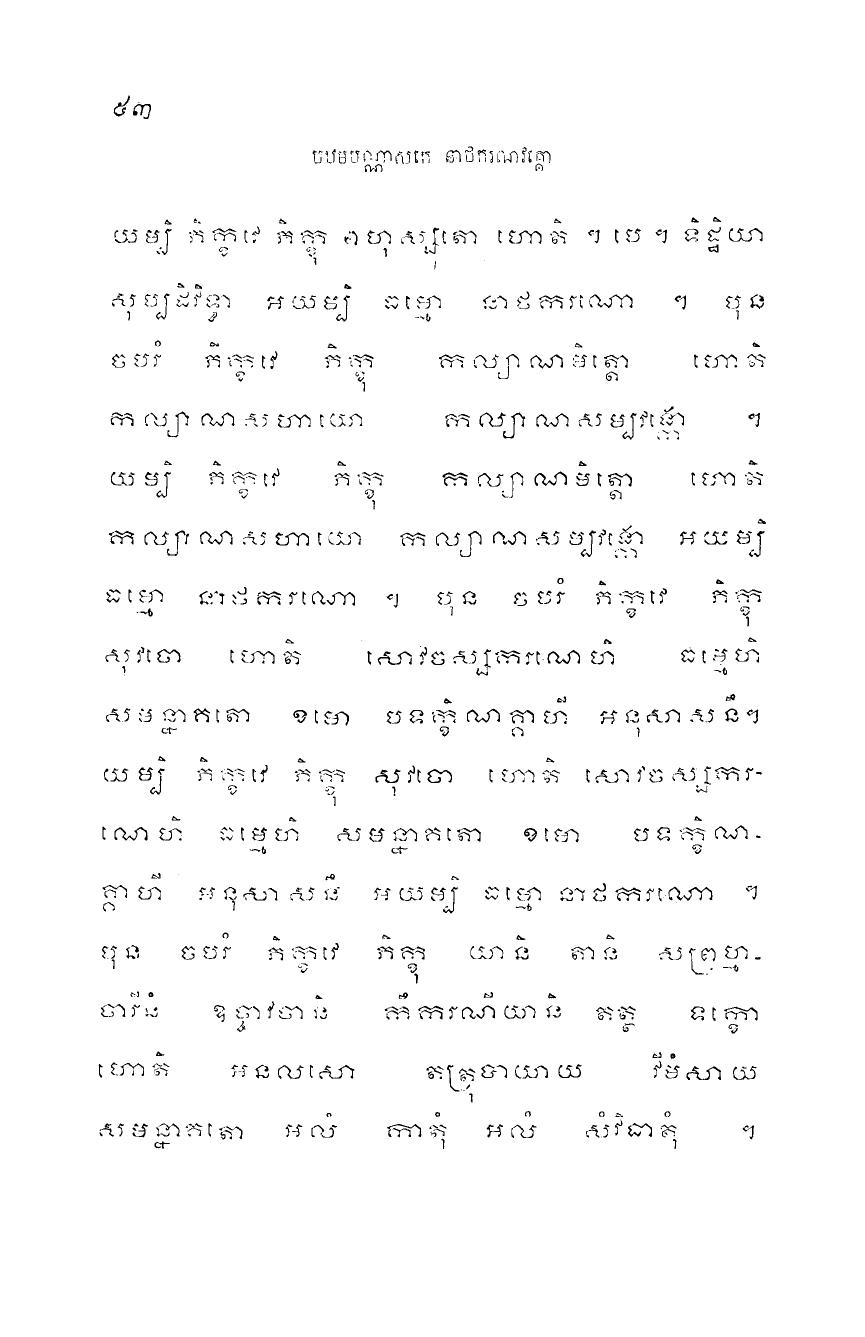 ៥៣
បឋមបណ្ណាសកេ នាថករណវគ្គោ
យម្បិ ភិក្ខវេ ភិក្ខុ ពហុស្សុតោ ហោតិ ។ បេ ។ ទិដ្ឋិយា
សុប្បដិវិទ្ធា អយម្បិ ធម្មោ នាថករណោ ។ បុន
ចបរំ ភិក្ខវេ ភិក្ខុ កល្យាណមិត្តោ ហោតិ
កល្យាណសហាយោ កល្យាណសម្បវង្កោ ។
យម្បិ ភិក្ខវេ ភិក្ខុ កល្យាណមិត្តោ ហោតិ
កល្យាណសហាយោ កល្យាណសម្បវង្កោ អយម្បិ
ធម្មោ នាថករណោ ។ បុន ចបរំ ភិក្ខវេ ភិក្ខុ
សុវចោ ហោតិ សោវចស្សករណេហិ ធម្មេហិ
សមន្នាគតោ ខមោ បទក្ខិណគ្គាហី អនុសាសនឹ។
យម្បិ ភិក្ខវេ ភិក្ខុ សុវចោ ហោតិ សោវចស្សករ-
ណេហិ ធម្មេហិ សមន្នាគតោ ខមោ បទក្ខិណ-
គ្គាហី អនុសាសនឹ អយម្បិ ធម្មោ នាថករណោ ។
បុន ចបរំ ភិក្ខវេ ភិក្ខុ យានិ តានិ សព្រហ្ម-
ចារីនំ ឧច្ចាវចានិ កឹករណីយានិ តត្ថ ទក្ខោ
ហោតិ អនលសោ តត្រុបាយាយ វីមំសាយ
សមន្នាគតោ អលំ កាតុំ អលំ សំវិធាតុំ ។